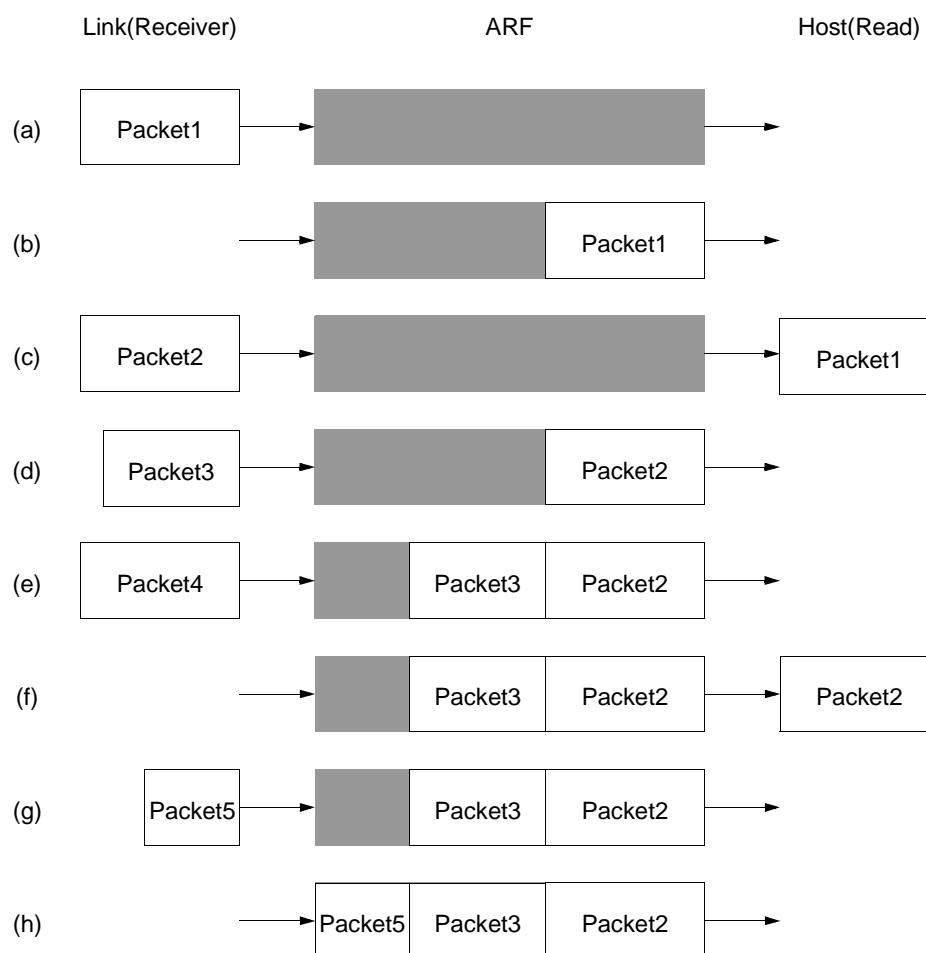 Link(Receiver) ARF Host(Read)
(a) Packet1
(b) Packet1
(c) Packet2 Packet1
(d) Packet3 Packet2
(e) Packet4 Packet3 Packet2
(f) Packet3 Packet2 Packet2
(g) Packet5 Packet3 Packet2
(h) Packet5 Packet3 Packet2